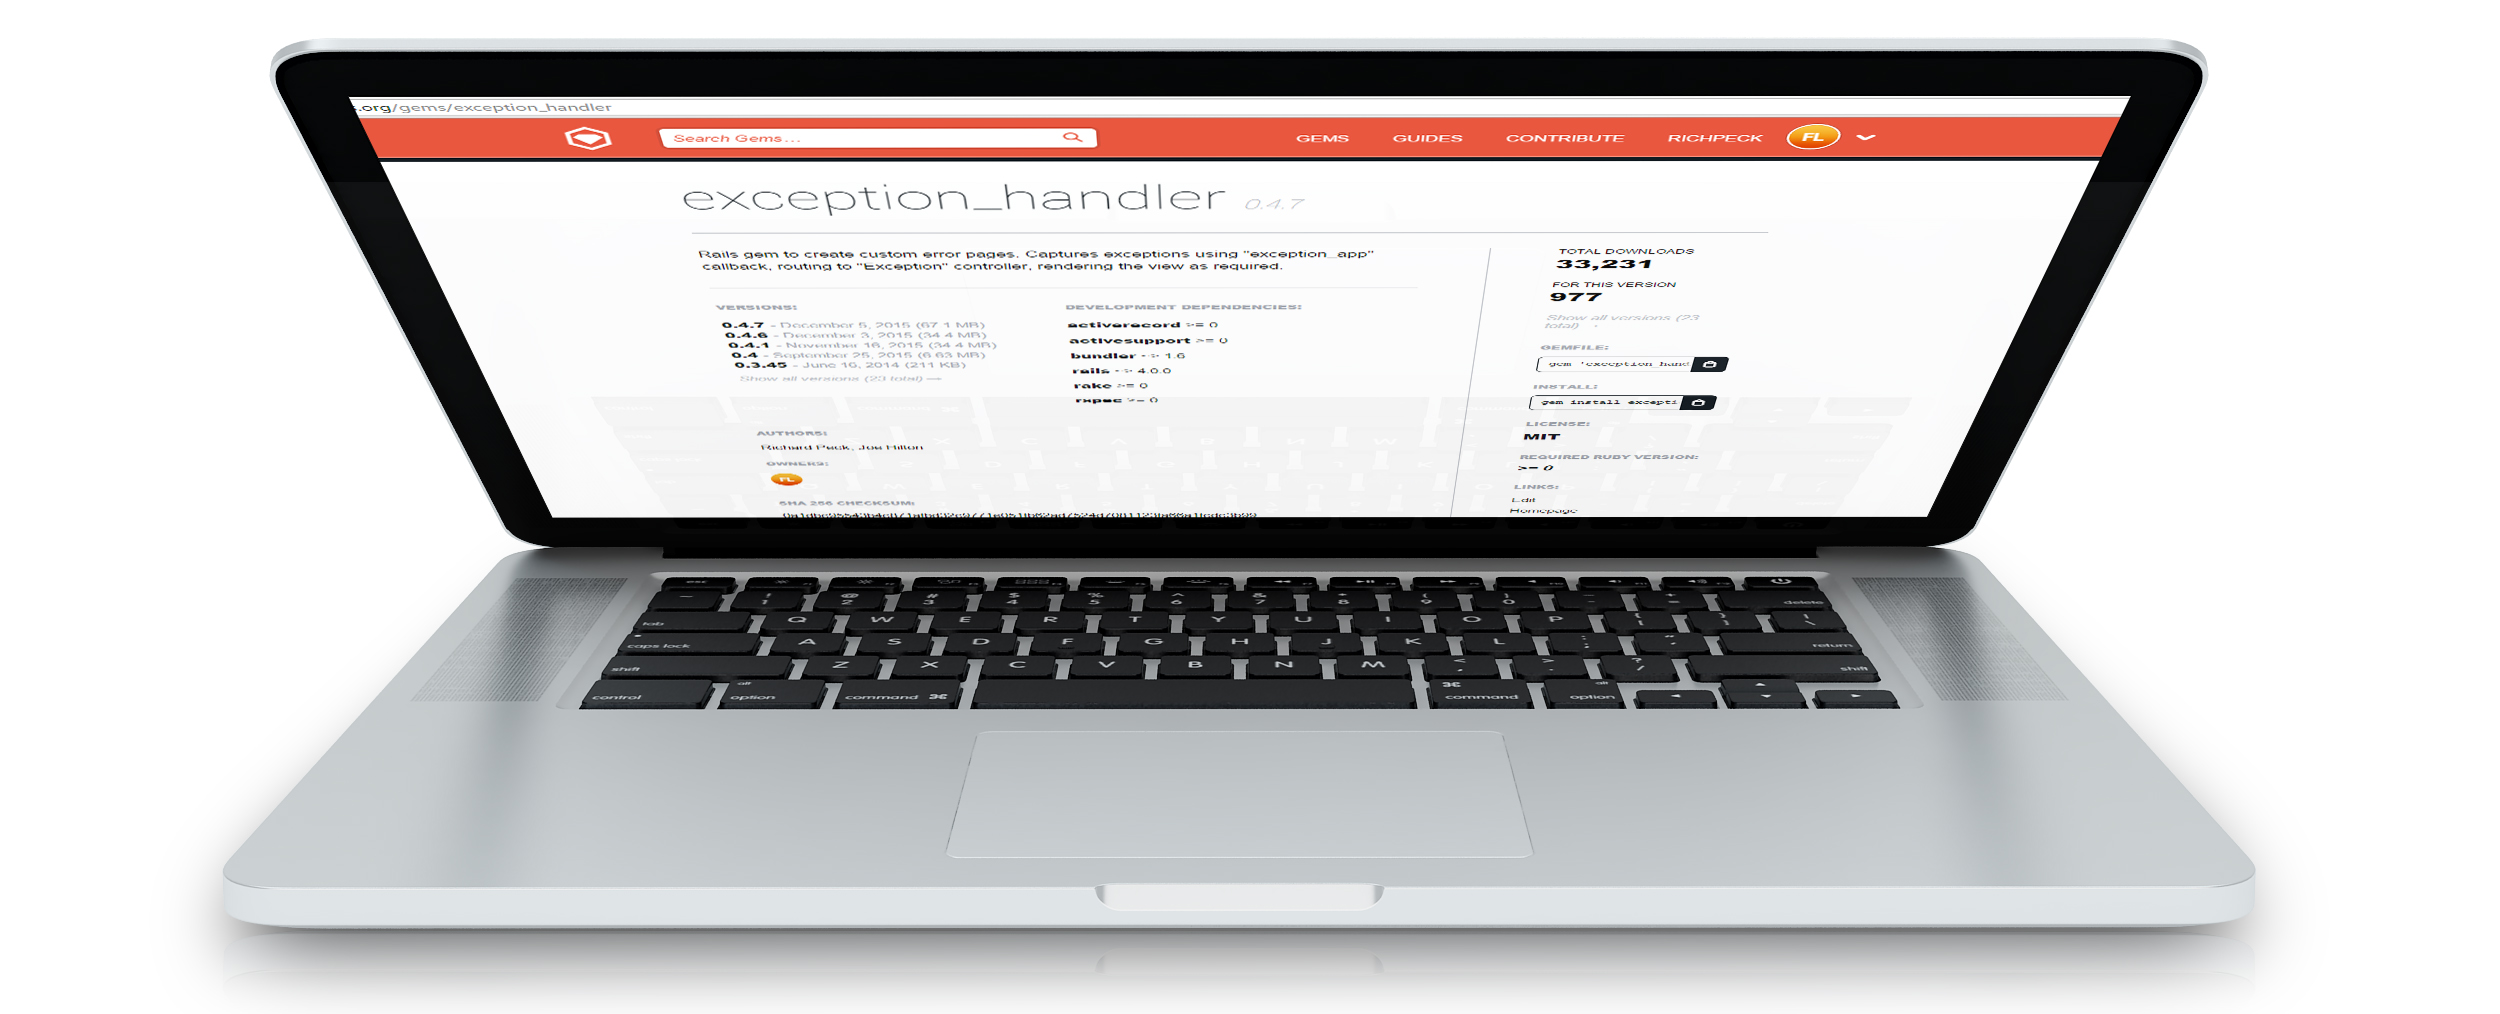 s.org/gems/exception_handler
Search Gems...
GEMS GUIDES CONTRIBUTE RICHPECK FL
exception_handler 0.4.7
Rails gem to create custom error pages. Captures exceptions using "exception_app"
callback, routing to "Exception" controller, rendering the view as required.
VERSIONS:
0.4.7 - December 5, 2015 (67.1 MB)
0.4.6 - December 3, 2015 (34.4 MB)
0.4.1 - November 16, 2015 (34.4 MB)
0.4 - September 25, 2015 (6.63 MB)
0.3.45 - June 16, 2014 (211 KB)
Show all versions (23 total) →
DEVELOPMENT DEPENDENCIES:
activerecord >= 0
activesupport >= 0
bundler ~> 1.6
rails ~> 4.0.0
rake >= 0
rspec >= 0
AUTHORS:
Richard Peck, Joe Hilton
OWNERS:
FL
SHA 256 CHECKSUM:
TOTAL DOWNLOADS
33,231
FOR THIS VERSION
977
Show all versions (23
total)
GEMFILE:
gem 'exception_hand
INSTALL:
gem install excepti
LICENSE:
MIT
REQUIRED RUBY VERSION:
>= 0
LINKS:
Edit
Homepage
esc
~ ! 1 @ 2 # 3 $ 4 % 5 ^ 6 & 7 * 8 ( 9 ) 0 - + = delete
tab Q W E R T Y U I O P { [ } ] | \
caps lock A S D F G H J K L : ; " ' return
shift Z X C V B N M < , > . ? / shift
control alt option command ⌘ ⌘ command alt option